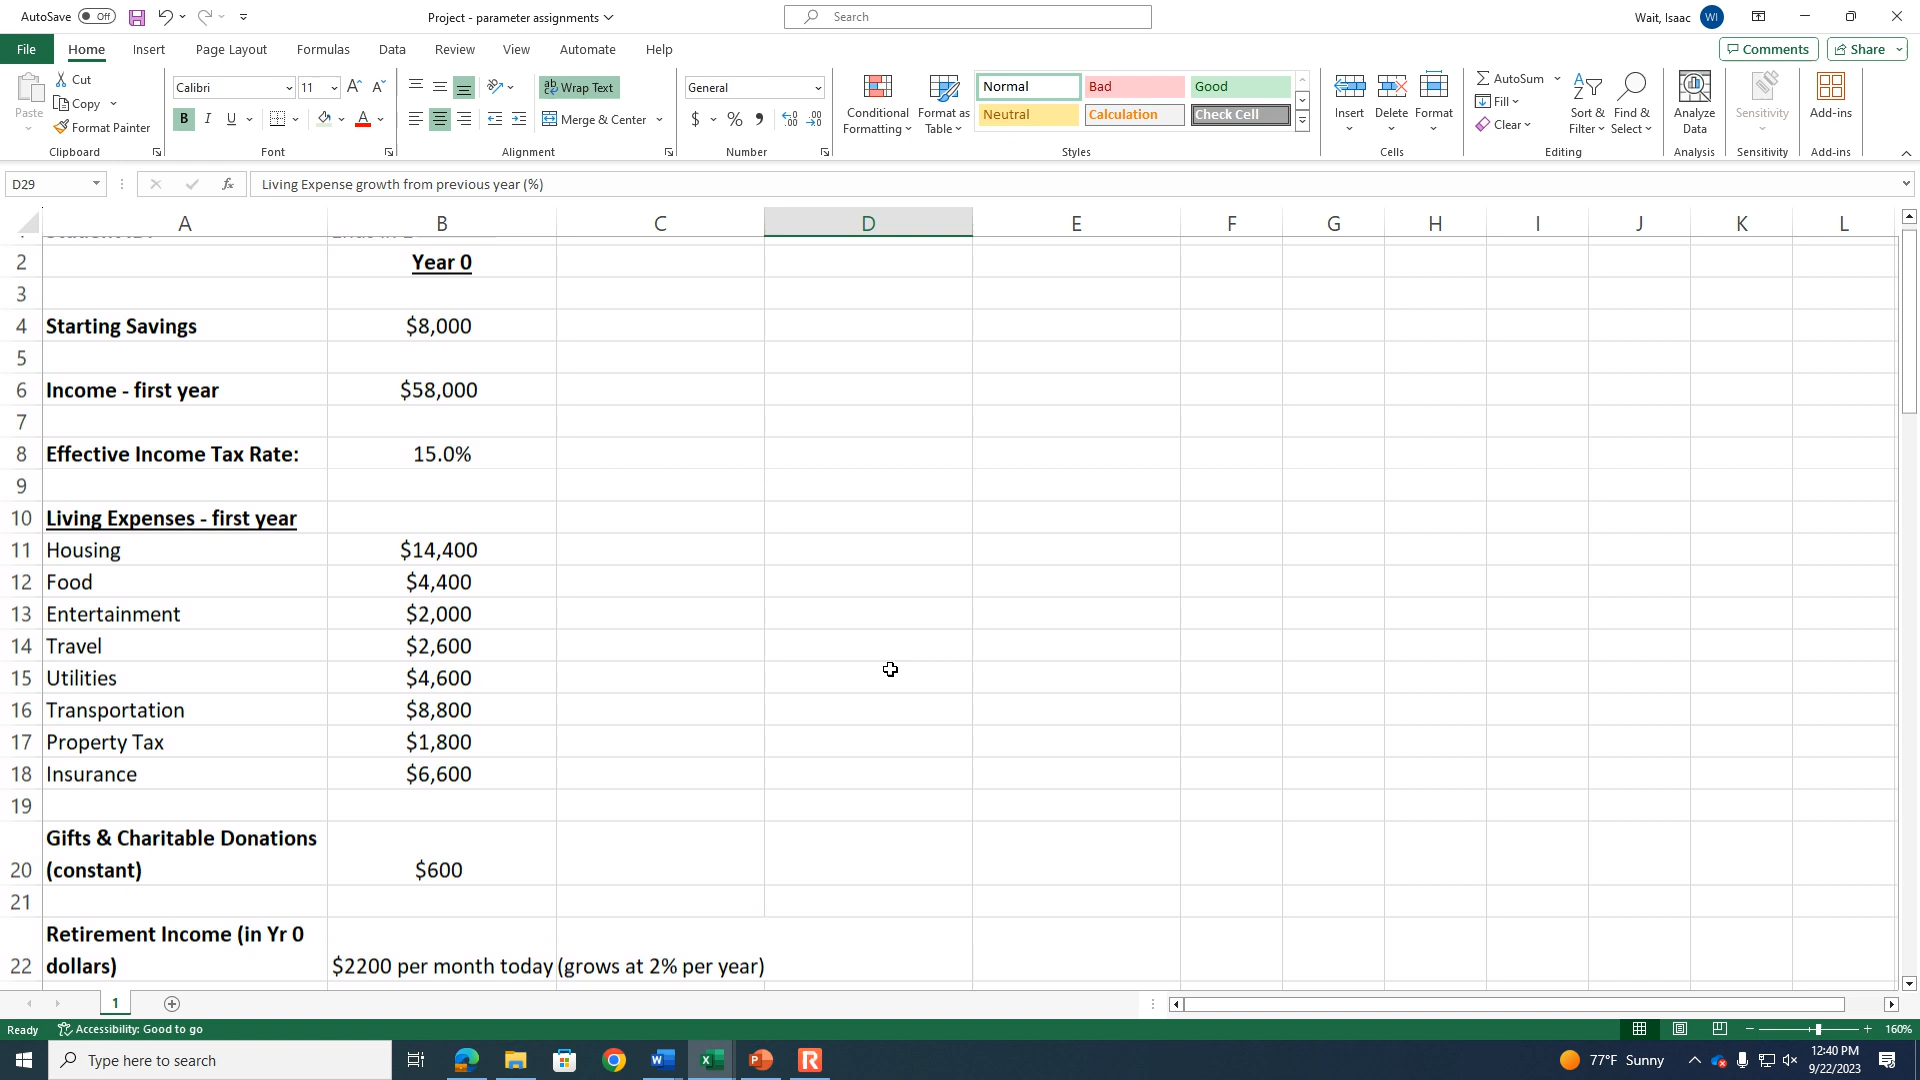 AutoSave Off
Project - parameter assignments
Search
Wait, Isaac WI
File Home Insert Page Layout Formulas Data Review View Automate Help
Comments Share
Paste
Cut
Copy
Format Painter
Clipboard
Calibri 11
B I U
Font
Wrap Text
Merge & Center
Alignment
General
$ %
Number
Conditional Formatting
Format as Table
Normal Bad Good
Neutral Calculation Check Cell
Styles
Insert Delete Format
Cells
AutoSum
Fill
Clear
Sort & Filter
Find & Select
Editing
Analyze Data
Analysis
Sensitivity
Sensitivity
Add-ins
Add-ins
D29 fx Living Expense growth from previous year (%)
A B C D E F G H I J K L
2 Year 0
3
4 Starting Savings $8,000
5
6 Income - first year $58,000
7
8 Effective Income Tax Rate: 15.0%
9
10 Living Expenses - first year
11 Housing $14,400
12 Food $4,400
13 Entertainment $2,000
14 Travel $2,600
15 Utilities $4,600
16 Transportation $8,800
17 Property Tax $1,800
18 Insurance $6,600
19
Gifts & Charitable Donations
20 (constant) $600
21
Retirement Income (in Yr 0
22 dollars) $2200 per month today (grows at 2% per year)
1
Ready Accessibility: Good to go
160%
Type here to search
77°F Sunny
12:40 PM
9/22/2023